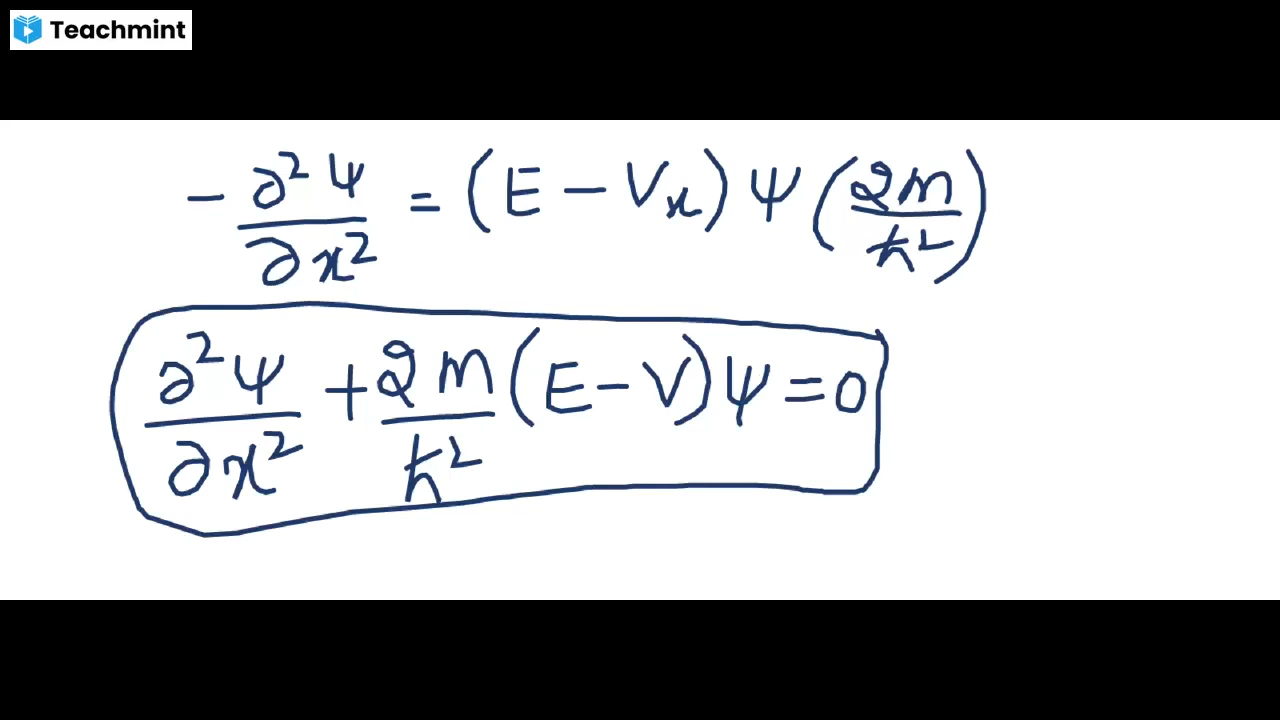 Teachmint
-∂²Ψ/∂x² = (E - Vₓ) Ψ (2m/ħ²)
∂²Ψ/∂x² + 2m/ħ² (E - V) Ψ = 0